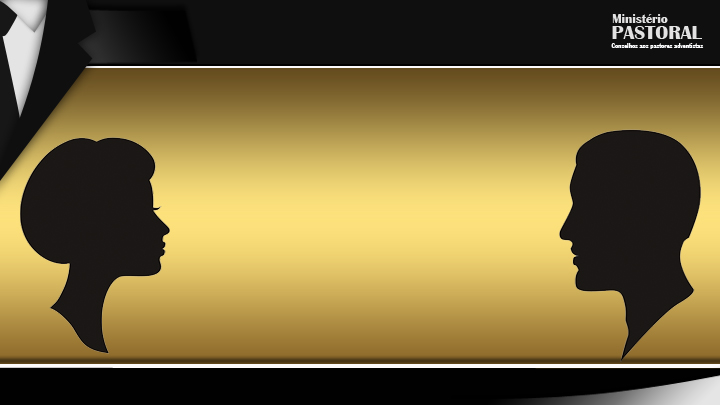 Ministério
PASTORAL
Conselhos aos pastores adventistas